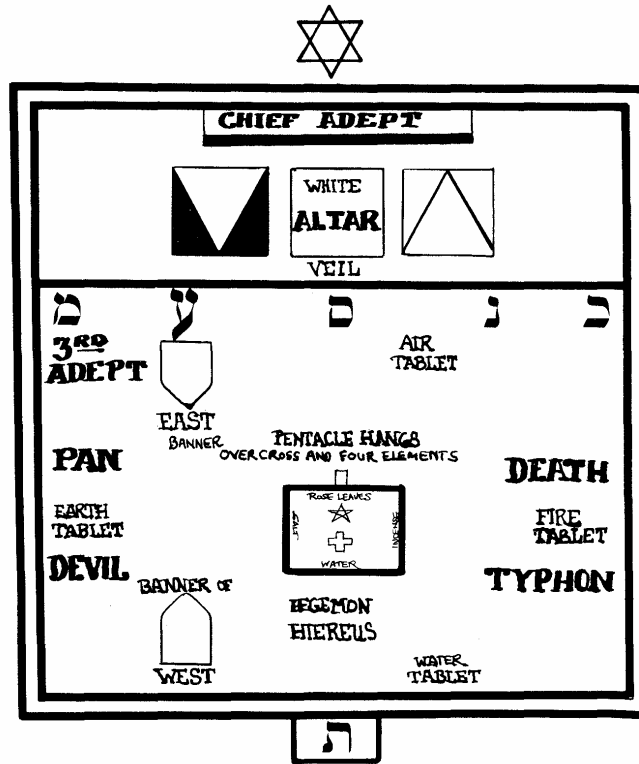 CHIEF ADEPT
WHITE
ALTAR
VEIL
מ ש ם נ כ
3RD
ADEPT
AIR
TABLET
EAST
BANNER
PENTACLE HANGS
OVER CROSS AND FOUR ELEMENTS
PAN
DEATH
ROSE LEAVES
SALT
INCENSE
WATER
EARTH
TABLET
FIRE
TABLET
DEVIL
TYPHON
BANNER OF
WEST
HEGEMON
HIEREUS
WATER
TABLET
ת